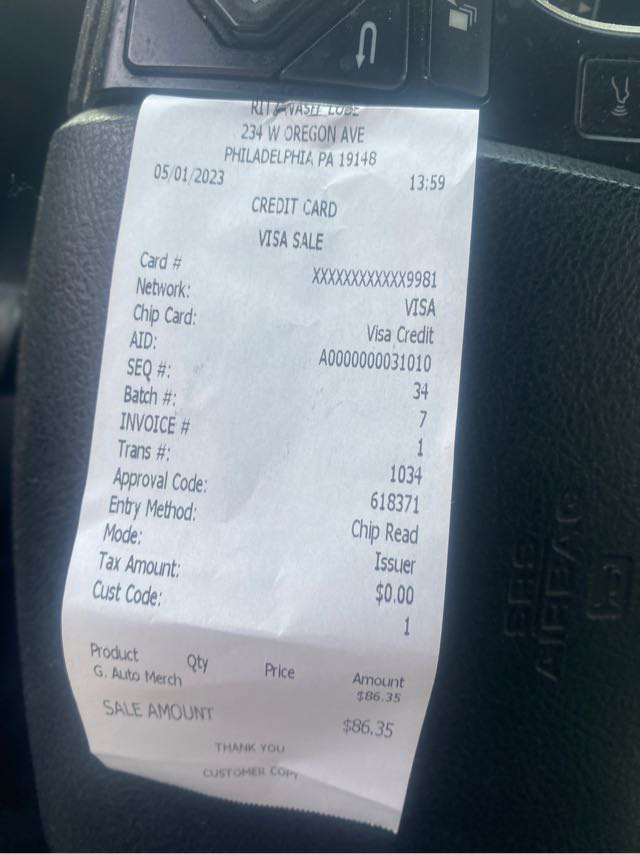 234 W OREGON AVE
PHILADELPHIA PA 19148
05/01/2023 13:59
CREDIT CARD
VISA SALE
Card # XXXXXXXXXXXX9981
Network: VISA
Chip Card: Visa Credit
AID: A0000000031010
SEQ #: 34
Batch #: 7
INVOICE # 1
Trans #: 1034
Approval Code: 618371
Entry Method: Chip Read
Mode: Issuer
Tax Amount: $0.00
Cust Code: 1
Product Qty Price Amount
G. Auto Merch $86.35
SALE AMOUNT $86.35
THANK YOU
CUSTOMER COPY
SRS
AIRBAG